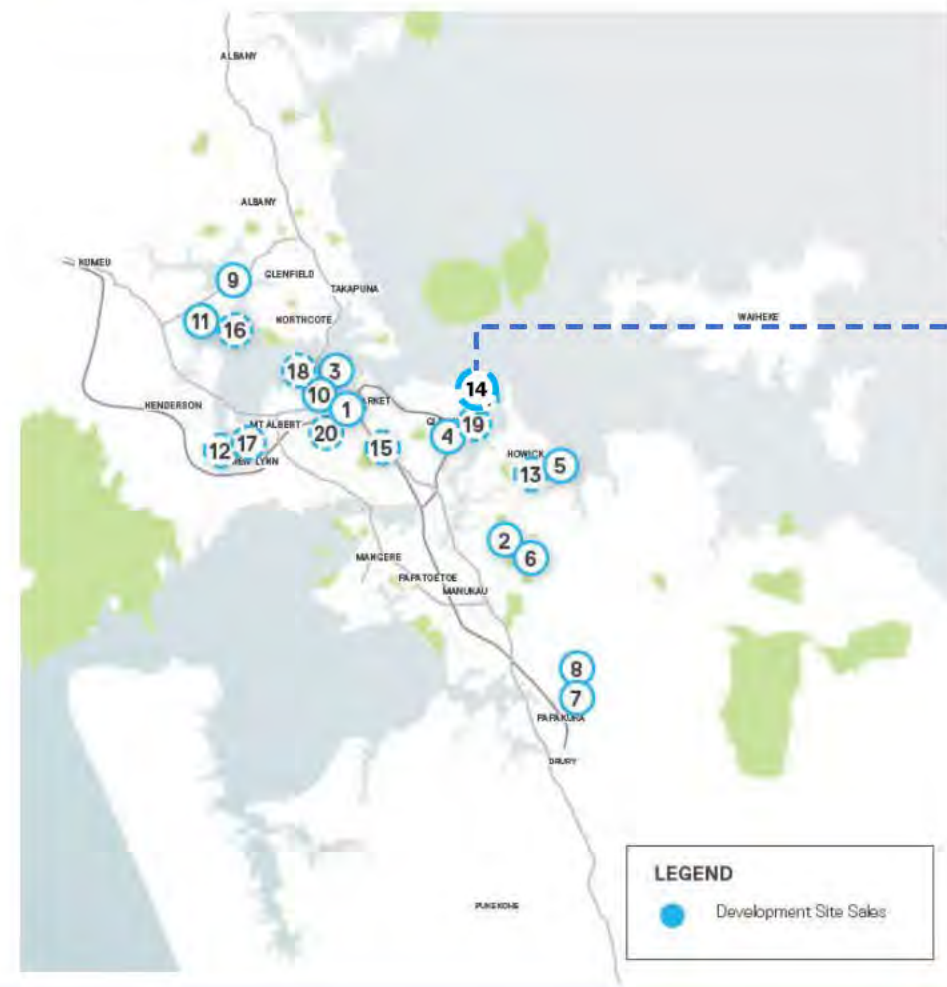 ALBANY
ALBANY
KUMEU
9
GLENFIELD
TAKAPUNA
11
16
NORTHCOTE
WAIHEKE
18
3
14
10
HENDERSON
1
ARKET
MT ALBERT
20
19
4
12
17
LYNN
15
HOWICK
13
5
2
6
MANGERE
PAPATOETOE
MANUKAU
8
7
PAPAKURA
DRURY
LEGEND
Development Site Sales
PUKEKOHE